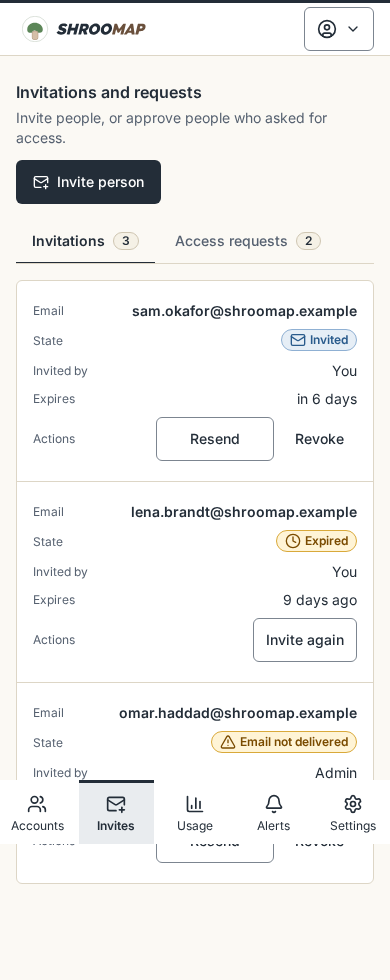 SHROOMAP
Invitations and requests
Invite people, or approve people who asked for
access.
Invite person
Invitations 3 Access requests 2
Email sam.okafor@shroomap.example
State Invited
Invited by You
Expires in 6 days
Actions Resend Revoke
Email lena.brandt@shroomap.example
State Expired
Invited by You
Expires 9 days ago
Actions Invite again
Email omar.haddad@shroomap.example
State Email not delivered
Invited by Admin
Accounts Invites Usage Alerts Settings